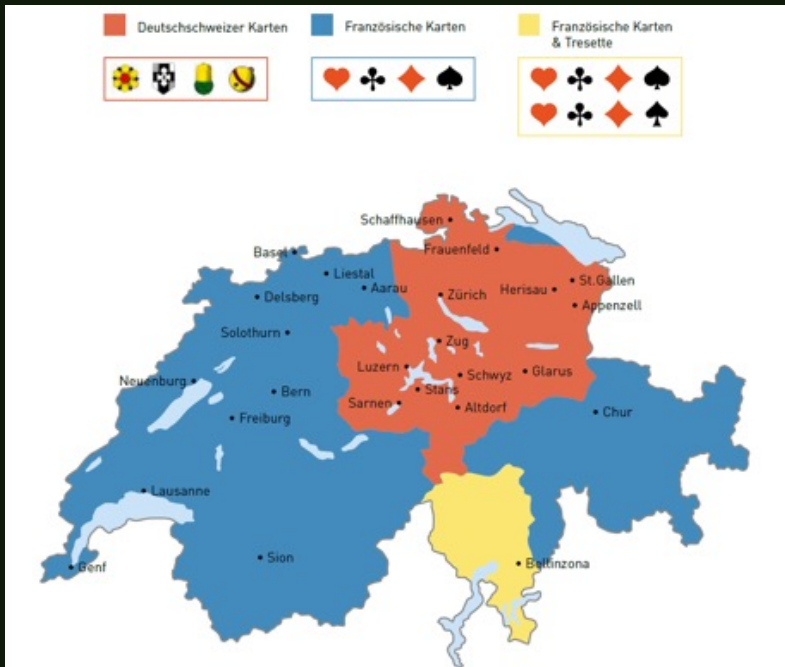 Deutschschweizer Karten
Französische Karten
Französische Karten
& Tresette
Schaffhausen
Frauenfeld
Basel
Liestal
Aarau
Delsberg
Zürich
Herisau
St.Gallen
Appenzell
Solothurn
Zug
Luzern
Schwyz
Glarus
Neuenburg
Bern
Stans
Sarnen
Altdorf
Chur
Freiburg
Lausanne
Sion
Genf
Bellinzona